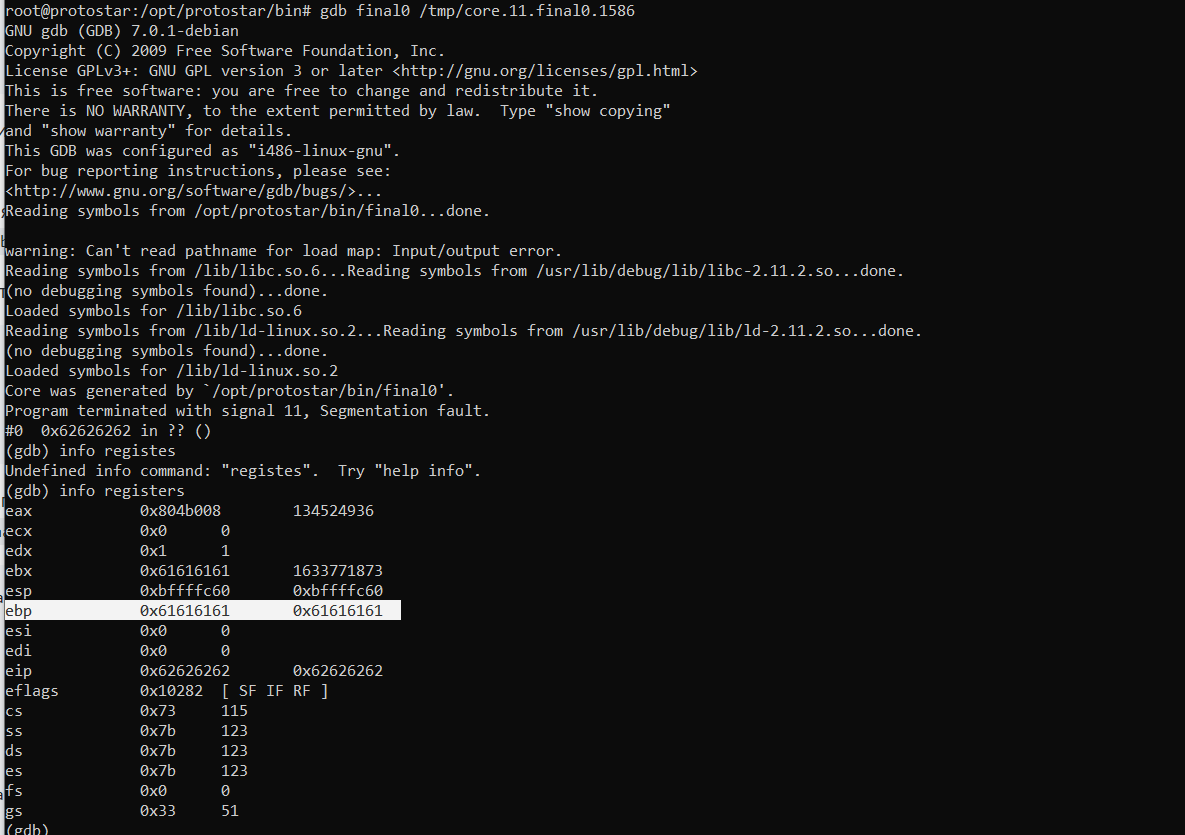 root@protostar:/opt/protostar/bin# gdb final0 /tmp/core.11.final0.1586
GNU gdb (GDB) 7.0.1-debian
Copyright (C) 2009 Free Software Foundation, Inc.
License GPLv3+: GNU GPL version 3 or later <http://gnu.org/licenses/gpl.html>
This is free software: you are free to change and redistribute it.
There is NO WARRANTY, to the extent permitted by law.  Type "show copying"
and "show warranty" for details.
This GDB was configured as "i486-linux-gnu".
For bug reporting instructions, please see:
<http://www.gnu.org/software/gdb/bugs/>...
Reading symbols from /opt/protostar/bin/final0...done.
warning: Can't read pathname for load map: Input/output error.
Reading symbols from /lib/libc.so.6...Reading symbols from /usr/lib/debug/lib/libc-2.11.2.so...done.
(no debugging symbols found)...done.
Loaded symbols for /lib/libc.so.6
Reading symbols from /lib/ld-linux.so.2...Reading symbols from /usr/lib/debug/lib/ld-2.11.2.so...done.
(no debugging symbols found)...done.
Loaded symbols for /lib/ld-linux.so.2
Core was generated by `/opt/protostar/bin/final0'.
Program terminated with signal 11, Segmentation fault.
#0  0x62626262 in ?? ()
(gdb) info registes
Undefined info command: "registes".  Try "help info".
(gdb) info registers
eax            0x804b008        134524936
ecx            0x0      0
edx            0x1      1
ebx            0x61616161       1633771873
esp            0xbffffc60       0xbffffc60
ebp            0x61616161       0x61616161
esi            0x0      0
edi            0x0      0
eip            0x62626262       0x62626262
eflags         0x10282  [ SF IF RF ]
cs             0x73     115
ss             0x7b     123
ds             0x7b     123
es             0x7b     123
fs             0x0      0
gs             0x33     51
(gdb)